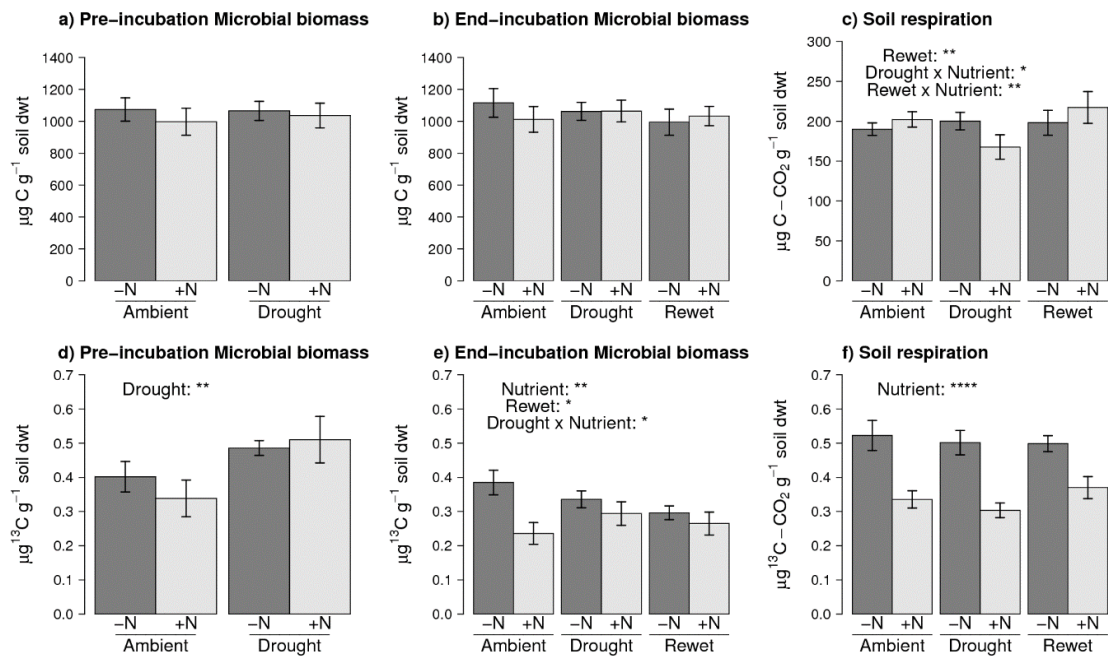 a) Pre−incubation Microbial biomass
µg C g−1 soil dwt
1400
1200
1000
800
600
400
200
0
−N +N −N +N
Ambient Drought
b) End−incubation Microbial biomass
µg C g−1 soil dwt
1400
1200
1000
800
600
400
200
0
−N +N −N +N −N +N
Ambient Drought Rewet
c) Soil respiration
Rewet: **
Drought x Nutrient: *
Rewet x Nutrient: **
µg C−CO2 g−1 soil dwt
300
250
200
150
100
50
0
−N +N −N +N −N +N
Ambient Drought Rewet
d) Pre−incubation Microbial biomass
Drought: **
µg13C g−1 soil dwt
0.7
0.6
0.5
0.4
0.3
0.2
0.1
0.0
−N +N −N +N
Ambient Drought
e) End−incubation Microbial biomass
Nutrient: **
Rewet: *
Drought x Nutrient: *
µg13C g−1 soil dwt
0.7
0.6
0.5
0.4
0.3
0.2
0.1
0.0
−N +N −N +N −N +N
Ambient Drought Rewet
f) Soil respiration
Nutrient: ****
µg13C−CO2 g−1 soil dwt
0.7
0.6
0.5
0.4
0.3
0.2
0.1
0.0
−N +N −N +N −N +N
Ambient Drought Rewet